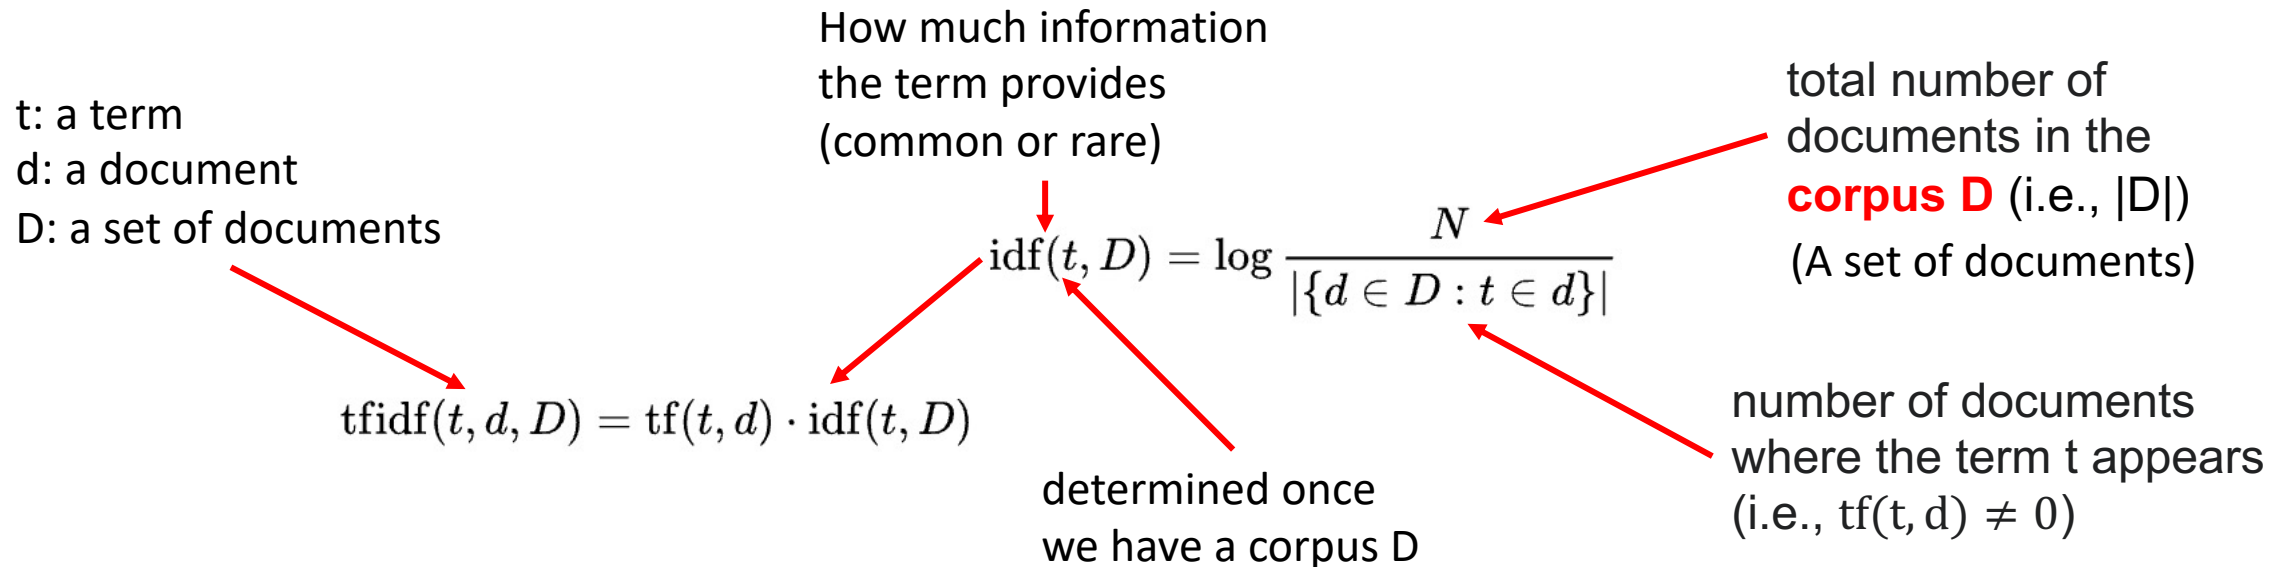 t: a term
d: a document
D: a set of documents
How much information
the term provides
(common or rare)
total number of
documents in the
corpus D (i.e., |D|)
(A set of documents)
idf(t, D) = log N / |{d ∈ D : t ∈ d}|
tfidf(t, d, D) = tf(t, d) · idf(t, D)
determined once
we have a corpus D
number of documents
where the term t appears
(i.e., tf(t, d) ≠ 0)